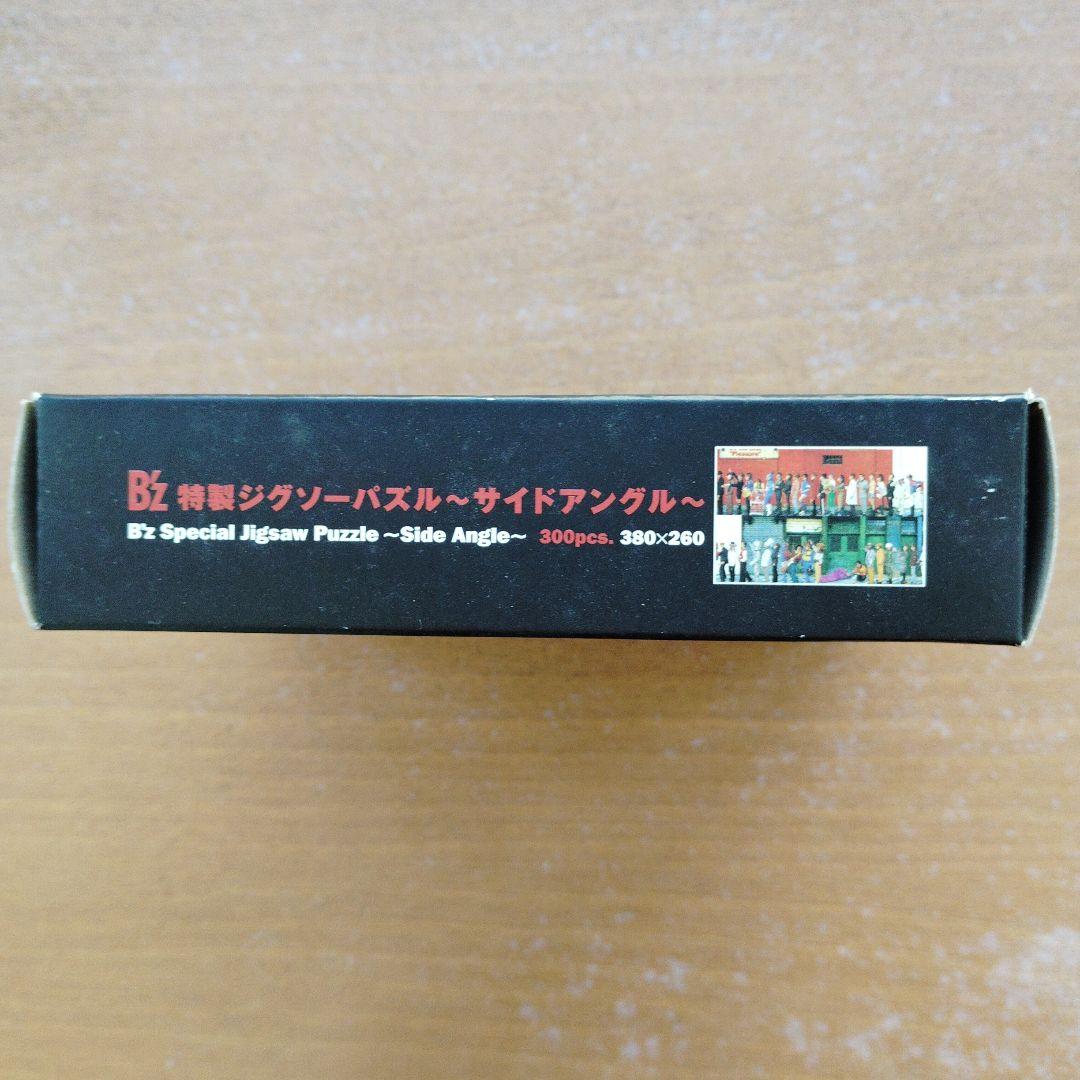 B'z 特製ジグソーパズル～サイドアングル～
B'z Special Jigsaw Puzzle ～Side Angle～ 300pcs. 380×260
"Pleasure"